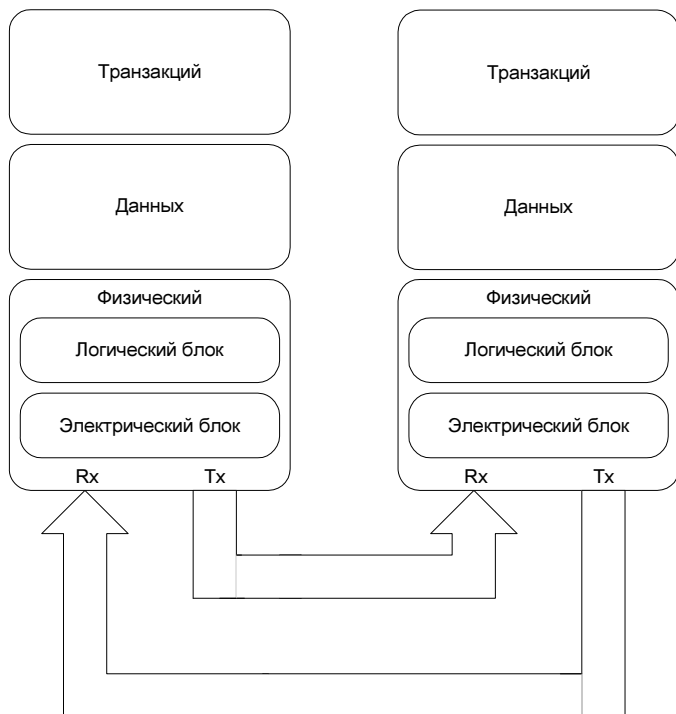 Транзакций
Транзакций
Данных
Данных
Физический
Физический
Логический блок
Логический блок
Электрический блок
Электрический блок
Rx
Tx
Rx
Tx